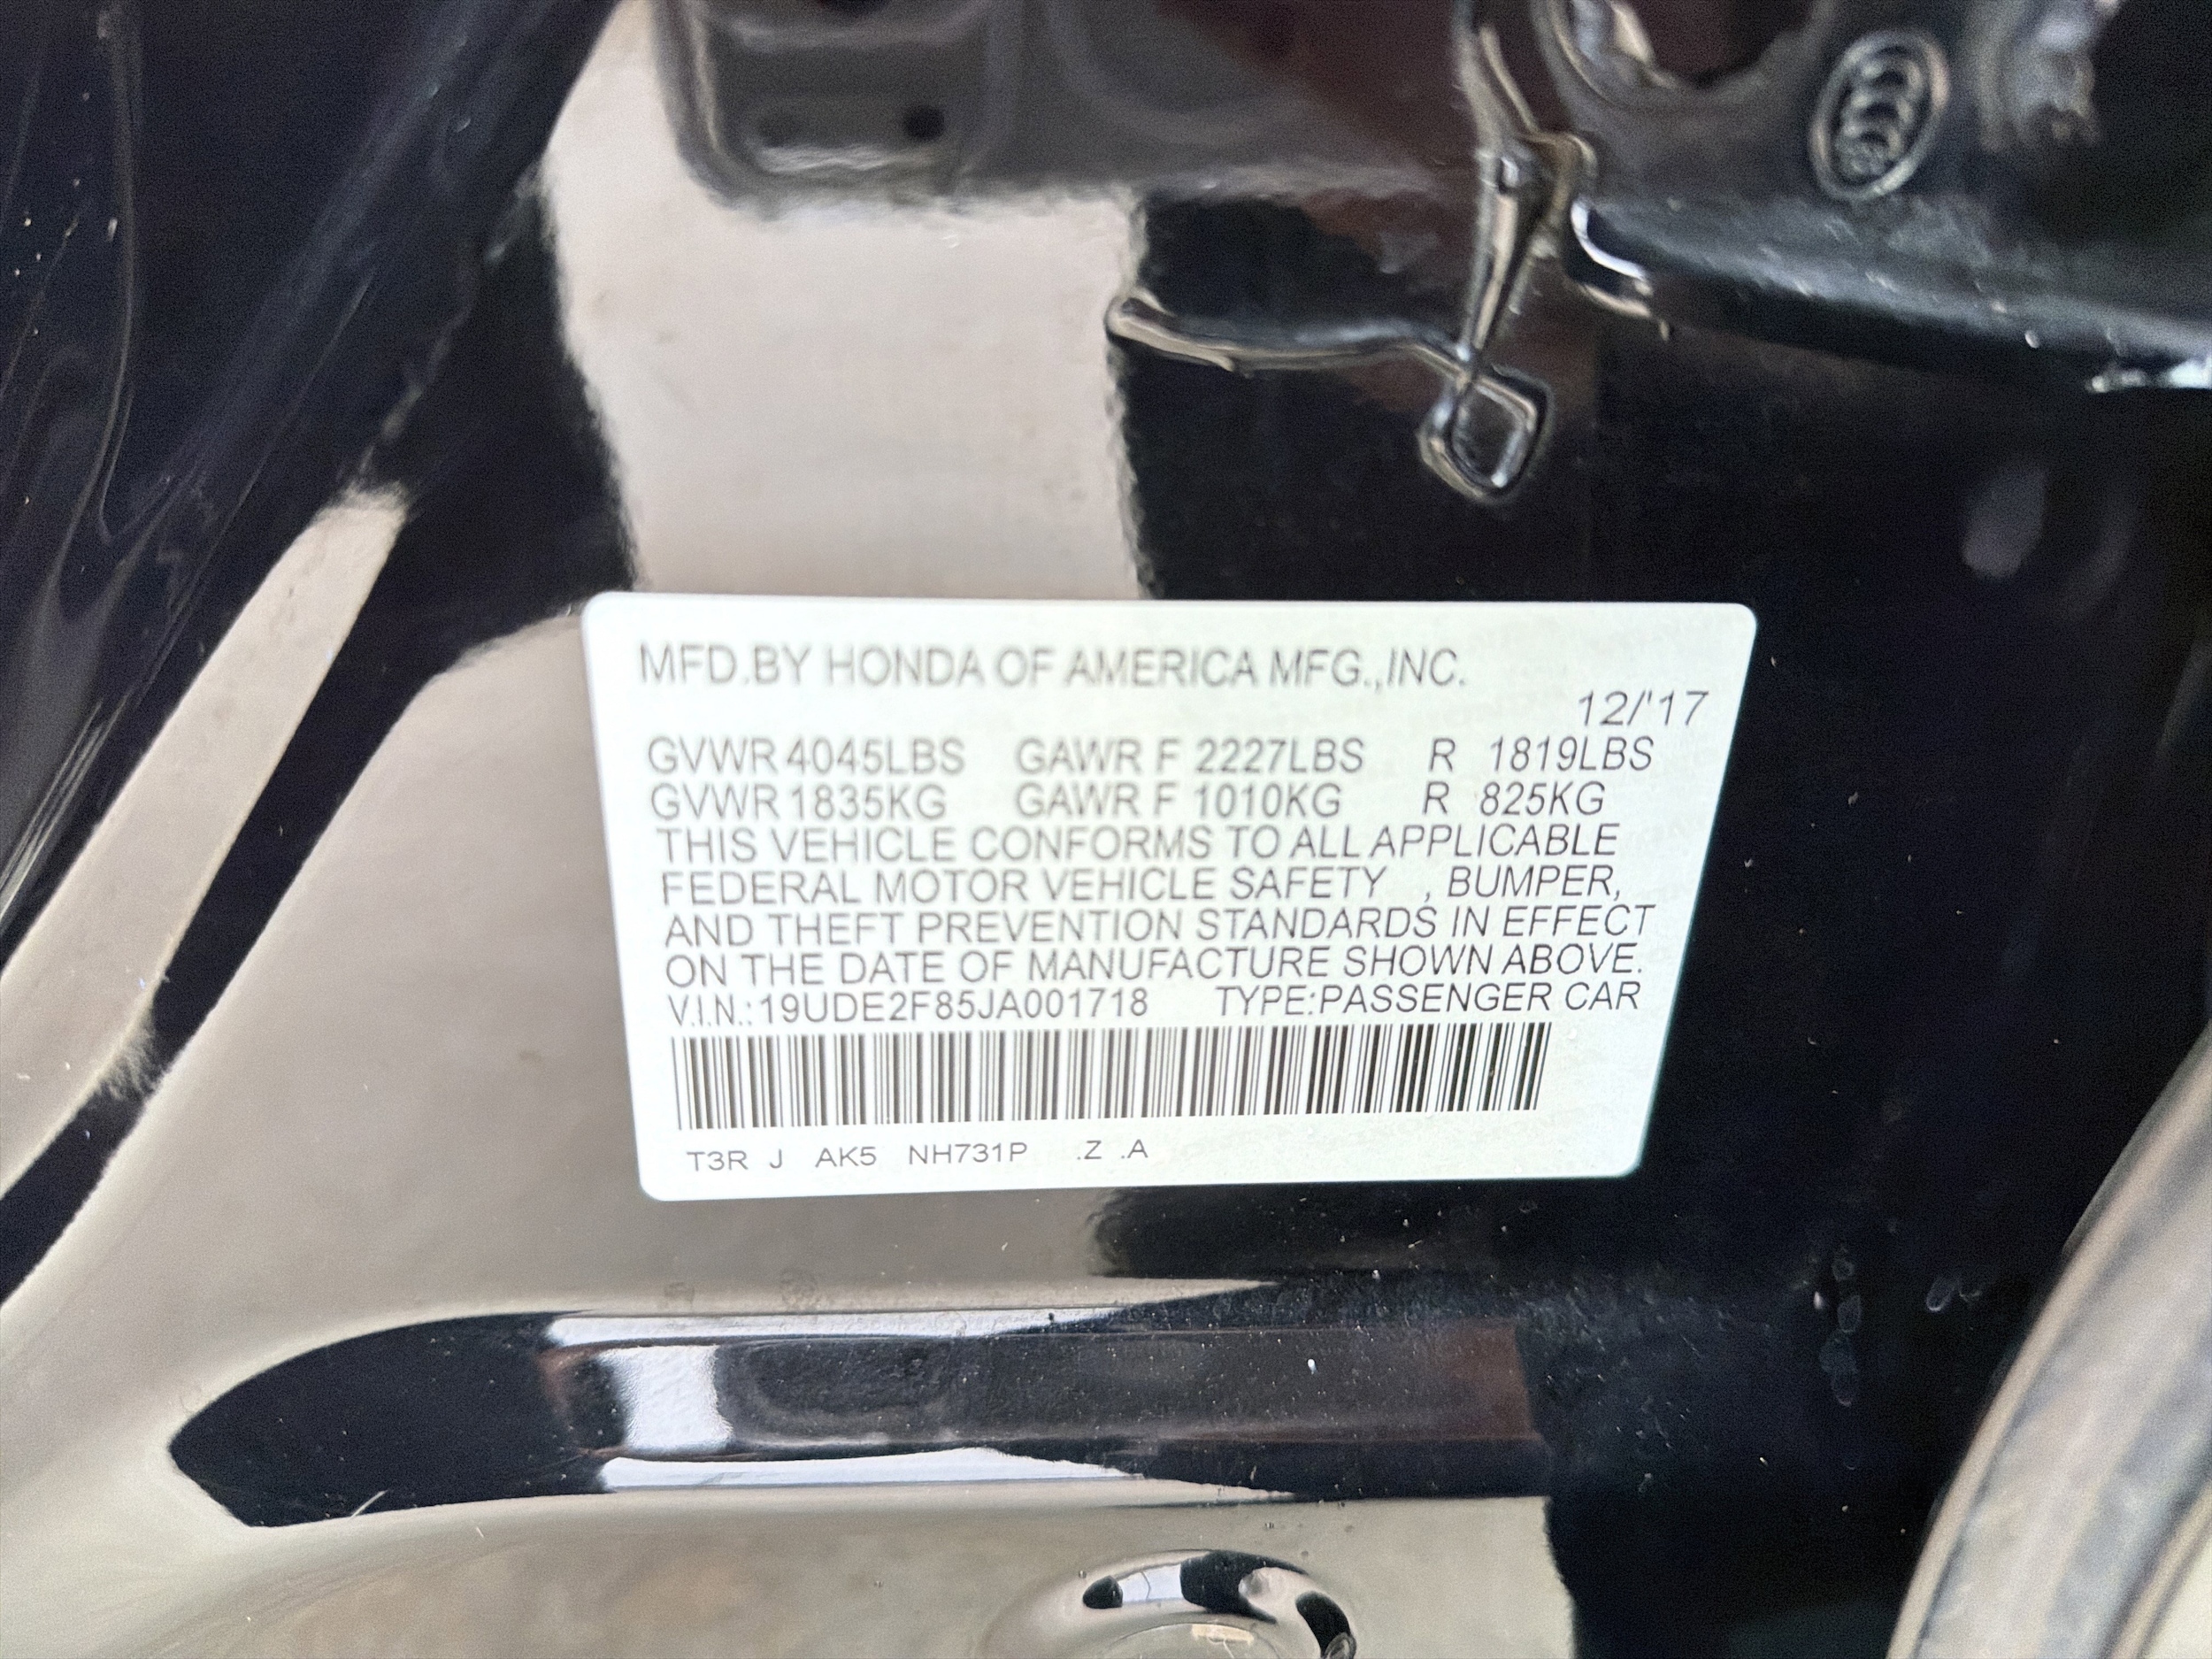 MFD.BY HONDA OF AMERICA MFG.,INC.
12/'17
GVWR 4045LBS GAWR F 2227LBS R 1819LBS
GVWR 1835KG GAWR F 1010KG R 825KG
THIS VEHICLE CONFORMS TO ALL APPLICABLE
FEDERAL MOTOR VEHICLE SAFETY , BUMPER,
AND THEFT PREVENTION STANDARDS IN EFFECT
ON THE DATE OF MANUFACTURE SHOWN ABOVE.
V.I.N.:19UDE2F85JA001718 TYPE:PASSENGER CAR
T3R J AK5 NH731P .Z .A